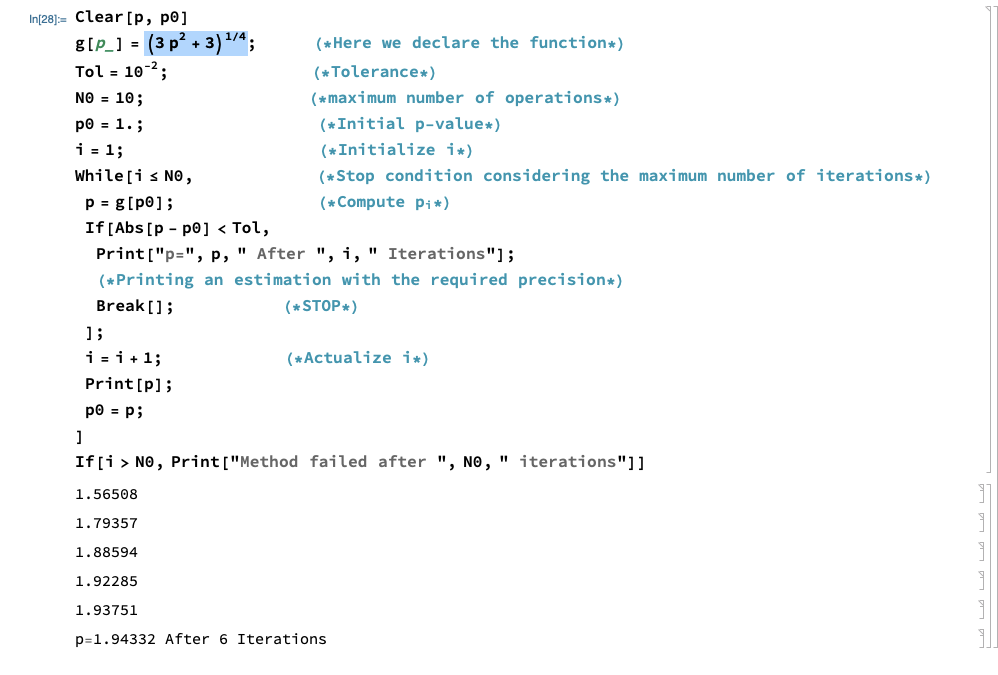 In[28]:= Clear[p, p0]
g[p_] = (3 p² + 3)^1/4; (*Here we declare the function*)
Tol = 10⁻²; (*Tolerance*)
N0 = 10; (*maximum number of operations*)
p0 = 1.; (*Initial p-value*)
i = 1; (*Initialize i*)
While[i ≤ N0, (*Stop condition considering the maximum number of iterations*)
p = g[p0]; (*Compute pᵢ*)
If[Abs[p - p0] < Tol,
Print["p=", p, " After ", i, " Iterations"];
(*Printing an estimation with the required precision*)
Break[]; (*STOP*)
];
i = i + 1; (*Actualize i*)
Print[p];
p0 = p;
]
If[i > N0, Print["Method failed after ", N0, " iterations"]]
1.56508
1.79357
1.88594
1.92285
1.93751
p=1.94332 After 6 Iterations